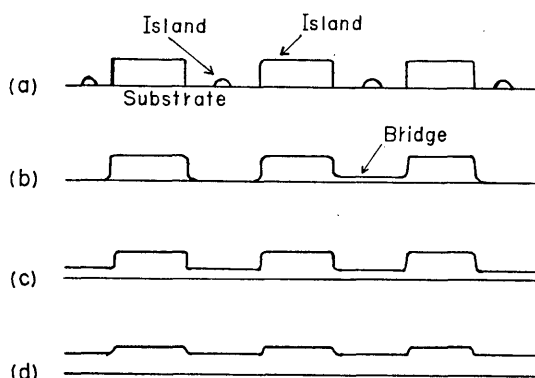 Island Island
(a)
Substrate
Bridge
(b)
(c)
(d)